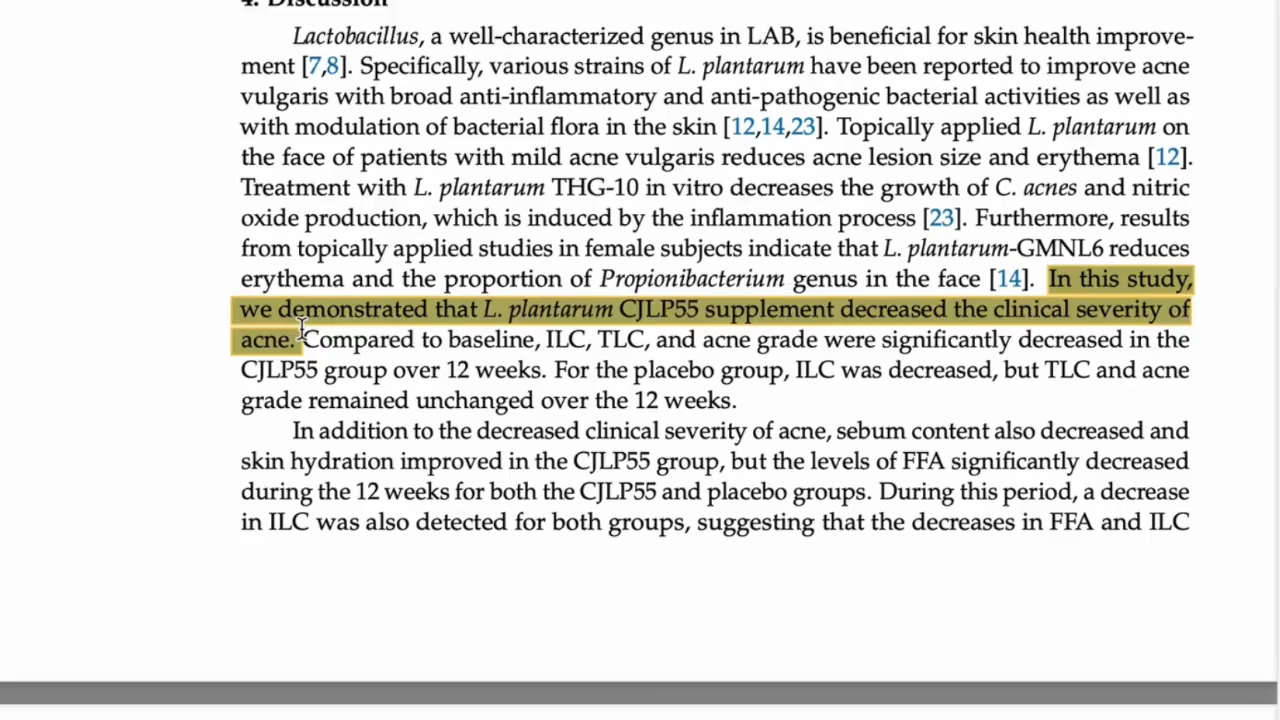 4. Discussion
Lactobacillus, a well-characterized genus in LAB, is beneficial for skin health improve-
ment [7,8]. Specifically, various strains of L. plantarum have been reported to improve acne
vulgaris with broad anti-inflammatory and anti-pathogenic bacterial activities as well as
with modulation of bacterial flora in the skin [12,14,23]. Topically applied L. plantarum on
the face of patients with mild acne vulgaris reduces acne lesion size and erythema [12].
Treatment with L. plantarum THG-10 in vitro decreases the growth of C. acnes and nitric
oxide production, which is induced by the inflammation process [23]. Furthermore, results
from topically applied studies in female subjects indicate that L. plantarum-GMNL6 reduces
erythema and the proportion of Propionibacterium genus in the face [14]. In this study,
we demonstrated that L. plantarum CJLP55 supplement decreased the clinical severity of
acne. Compared to baseline, ILC, TLC, and acne grade were significantly decreased in the
CJLP55 group over 12 weeks. For the placebo group, ILC was decreased, but TLC and acne
grade remained unchanged over the 12 weeks.
In addition to the decreased clinical severity of acne, sebum content also decreased and
skin hydration improved in the CJLP55 group, but the levels of FFA significantly decreased
during the 12 weeks for both the CJLP55 and placebo groups. During this period, a decrease
in ILC was also detected for both groups, suggesting that the decreases in FFA and ILC